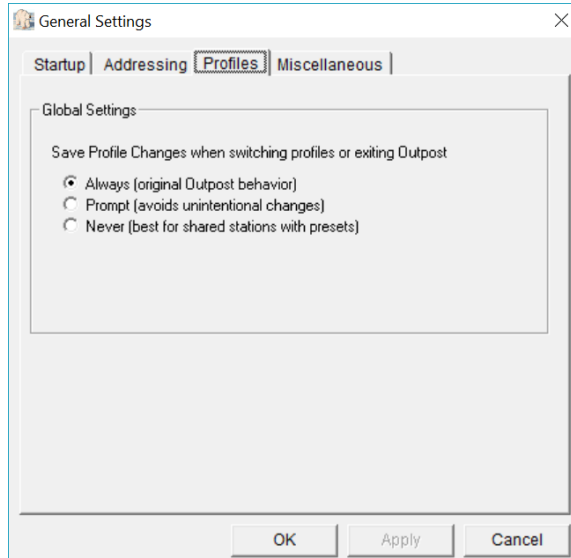 General Settings
Startup Addressing Profiles Miscellaneous
Global Settings
Save Profile Changes when switching profiles or exiting Outpost
Always (original Outpost behavior)
Prompt (avoids unintentional changes)
Never (best for shared stations with presets)
OK Apply Cancel